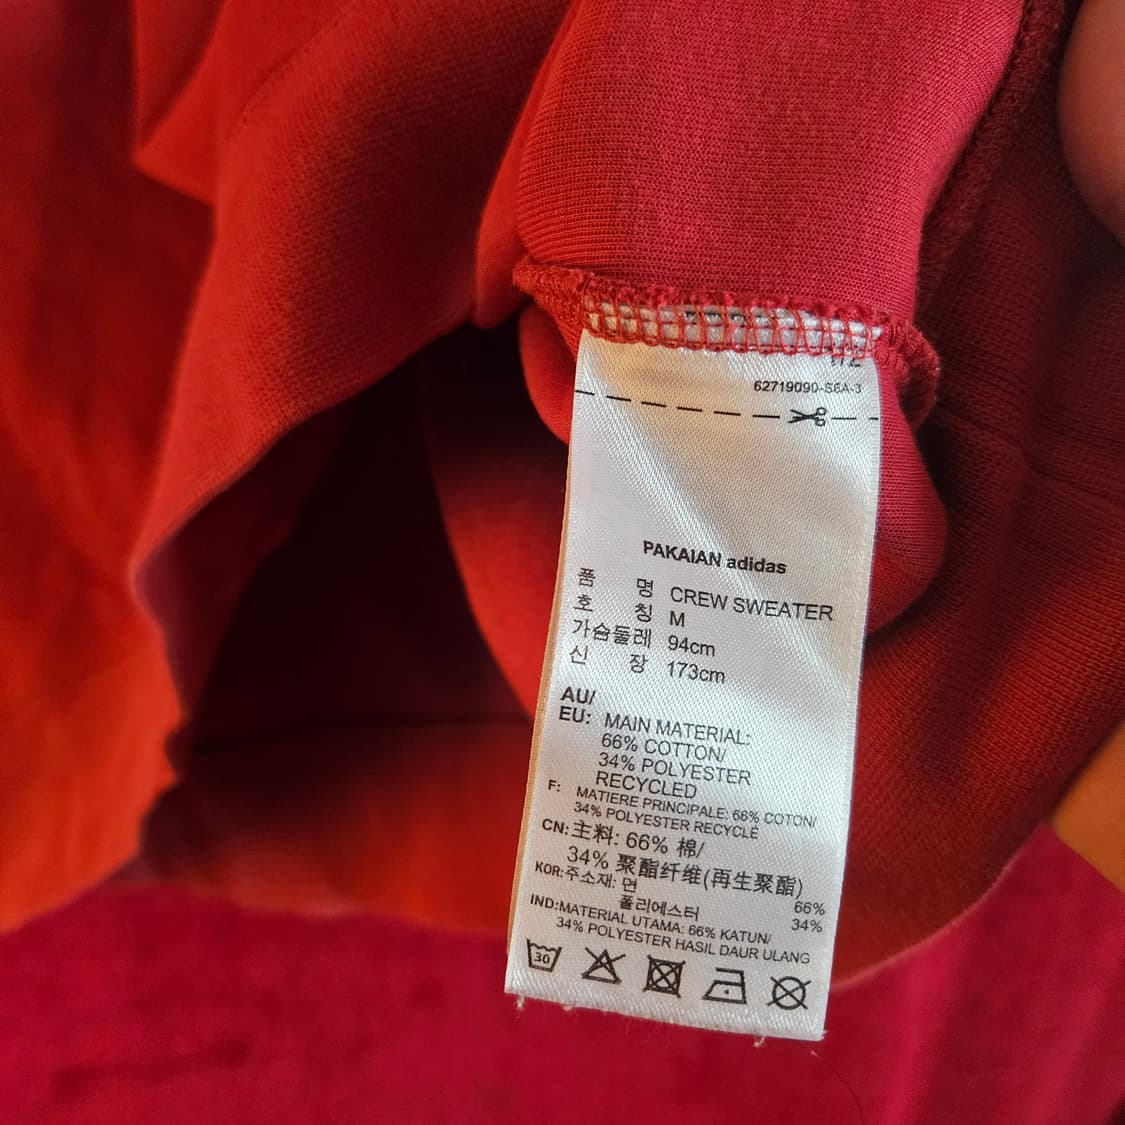 62719090-S6A-3
PAKAIAN adidas
품 명 CREW SWEATER
호 칭 M
가슴둘레 94cm
신 장 173cm
AU/
EU: MAIN MATERIAL:
66% COTTON/
34% POLYESTER
RECYCLED
F: MATIERE PRINCIPALE: 66% COTON/
34% POLYESTER RECYCLÉ
CN: 主料: 66% 棉/
34% 聚酯纤维(再生聚酯)
KOR: 주소재: 면 66%
폴리에스터 34%
IND: MATERIAL UTAMA: 66% KATUN/
34% POLYESTER HASIL DAUR ULANG
30